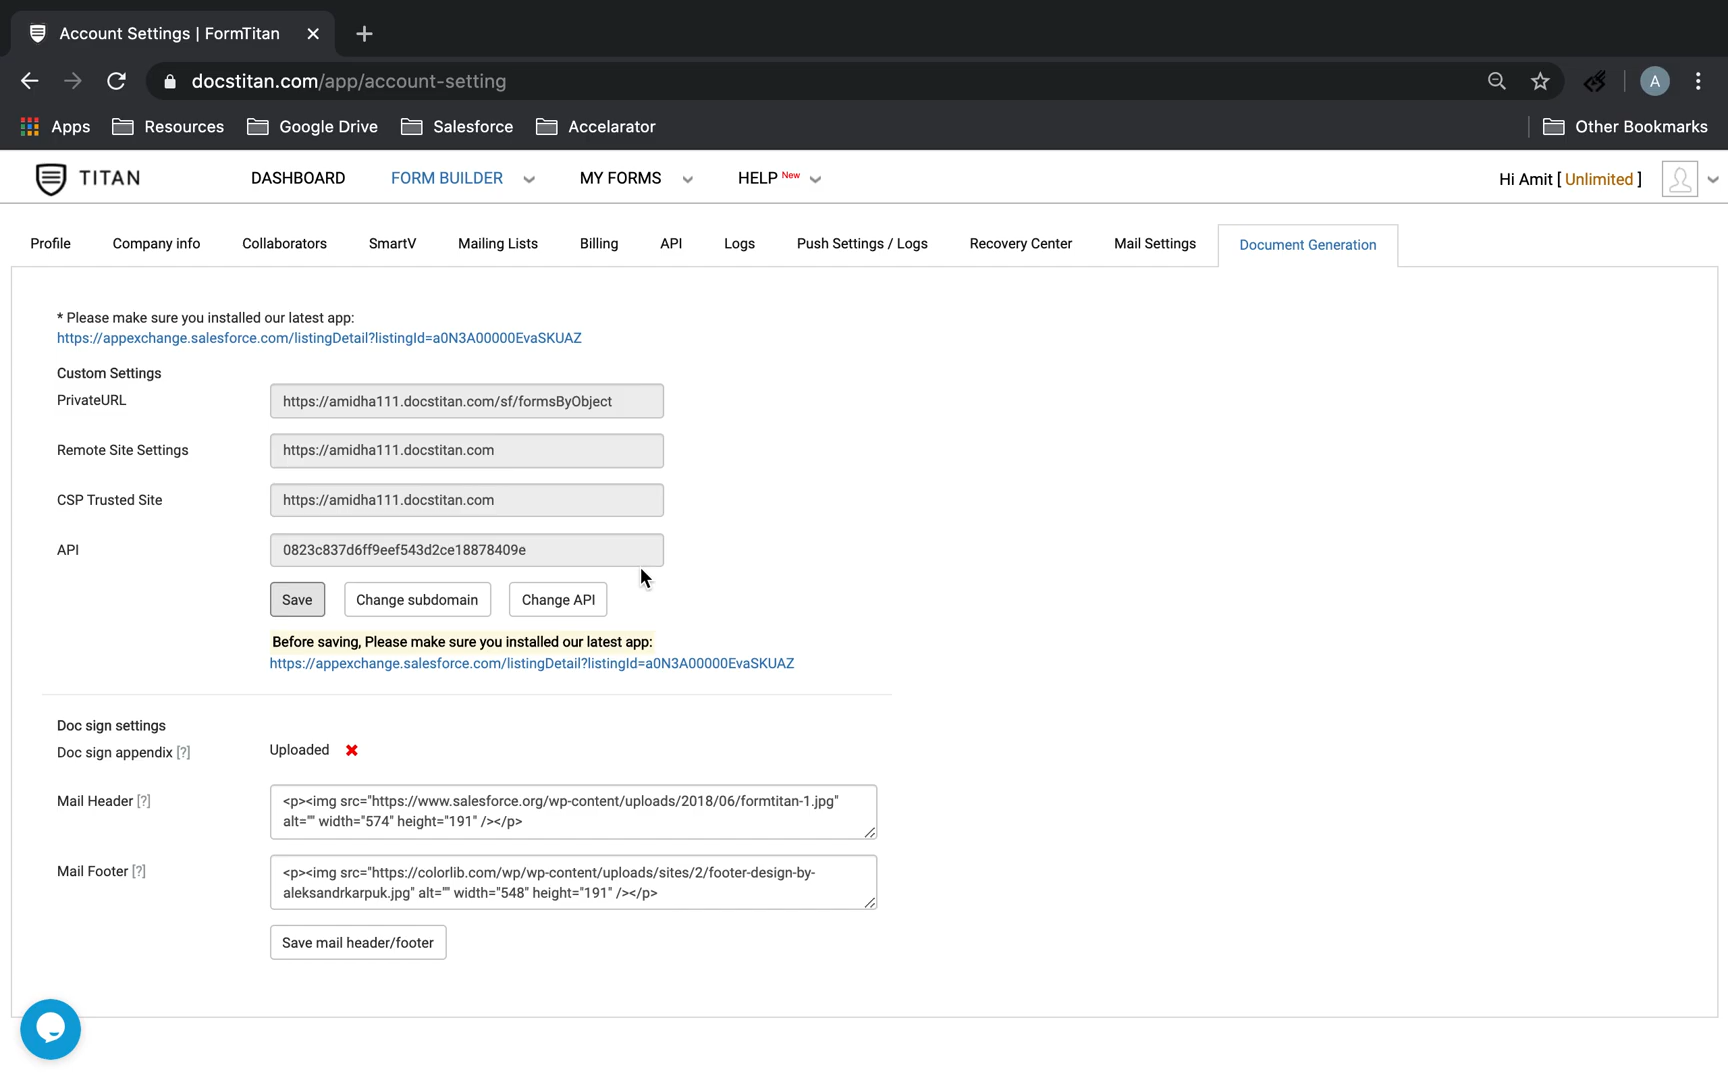 Account Settings | FormTitan
docstitan.com/app/account-setting
A
Apps Resources Google Drive Salesforce Accelarator Other Bookmarks
TITAN DASHBOARD FORM BUILDER MY FORMS HELP New Hi Amit [ Unlimited ]
Profile Company info Collaborators SmartV Mailing Lists Billing API Logs Push Settings / Logs Recovery Center Mail Settings Document Generation
* Please make sure you installed our latest app:
https://appexchange.salesforce.com/listingDetail?listingId=a0N3A00000EvaSKUAZ
Custom Settings
PrivateURL https://amidha111.docstitan.com/sf/formsByObject
Remote Site Settings https://amidha111.docstitan.com
CSP Trusted Site https://amidha111.docstitan.com
API 0823c837d6ff9eef543d2ce18878409e
Save Change subdomain Change API
Before saving, Please make sure you installed our latest app:
https://appexchange.salesforce.com/listingDetail?listingId=a0N3A00000EvaSKUAZ
Doc sign settings
Doc sign appendix [?] Uploaded
Mail Header [?] <p><img src="https://www.salesforce.org/wp-content/uploads/2018/06/formtitan-1.jpg"
alt="" width="574" height="191" /></p>
Mail Footer [?] <p><img src="https://colorlib.com/wp/wp-content/uploads/sites/2/footer-design-by-
aleksandrkarpuk.jpg" alt="" width="548" height="191" /></p>
Save mail header/footer